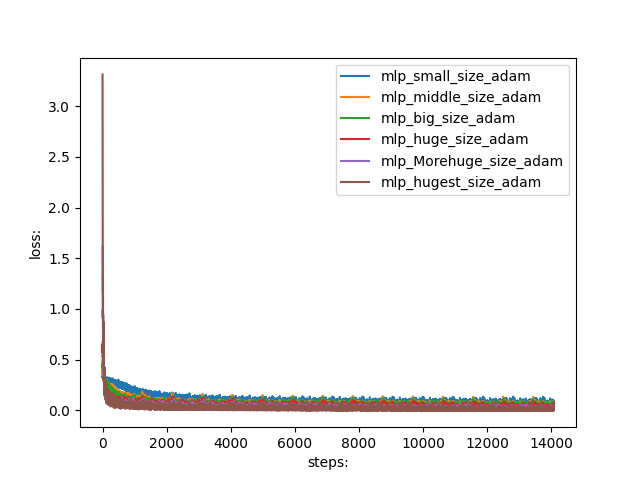 mlp_small_size_adam
mlp_middle_size_adam
mlp_big_size_adam
mlp_huge_size_adam
mlp_Morehuge_size_adam
mlp_hugest_size_adam
3.0
2.5
2.0
1.5
1.0
0.5
0.0
loss:
0 2000 4000 6000 8000 10000 12000 14000
steps: